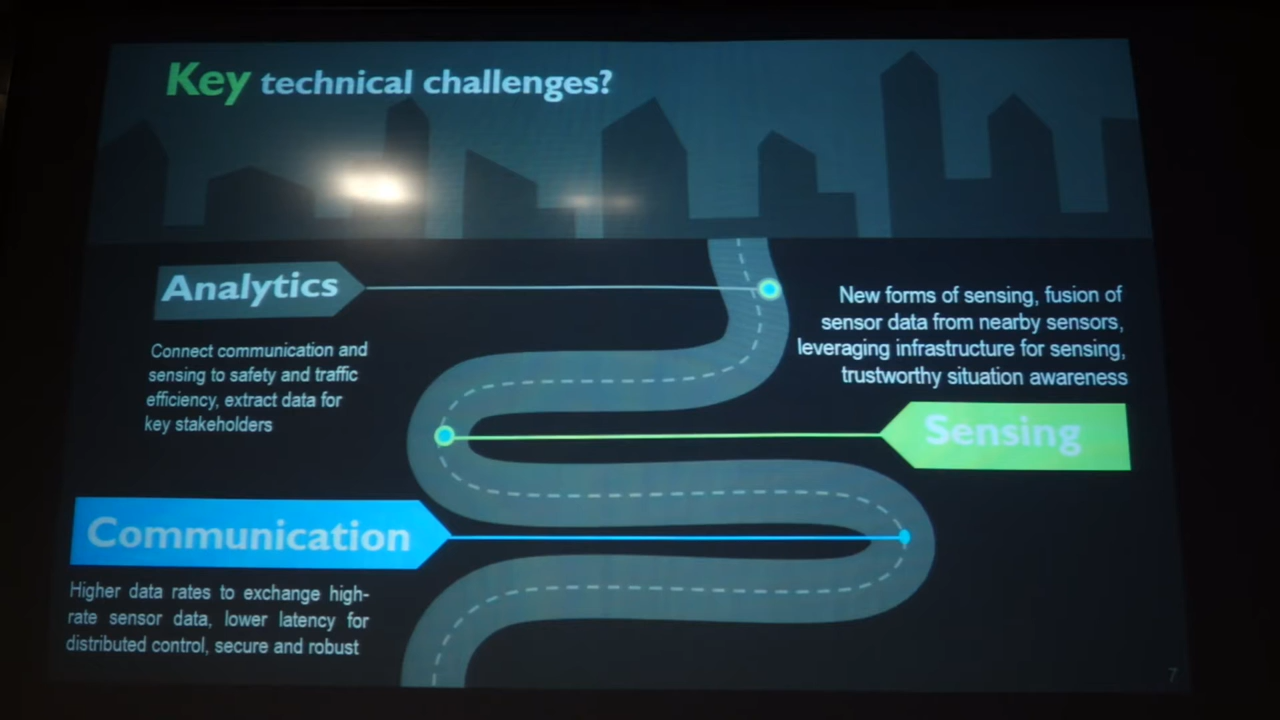 Key technical challenges?
Analytics
Connect communication and
sensing to safety and traffic
efficiency, extract data for
key stakeholders
New forms of sensing, fusion of
sensor data from nearby sensors,
leveraging infrastructure for sensing,
trustworthy situation awareness
Sensing
Communication
Higher data rates to exchange high-
rate sensor data, lower latency for
distributed control, secure and robust
7